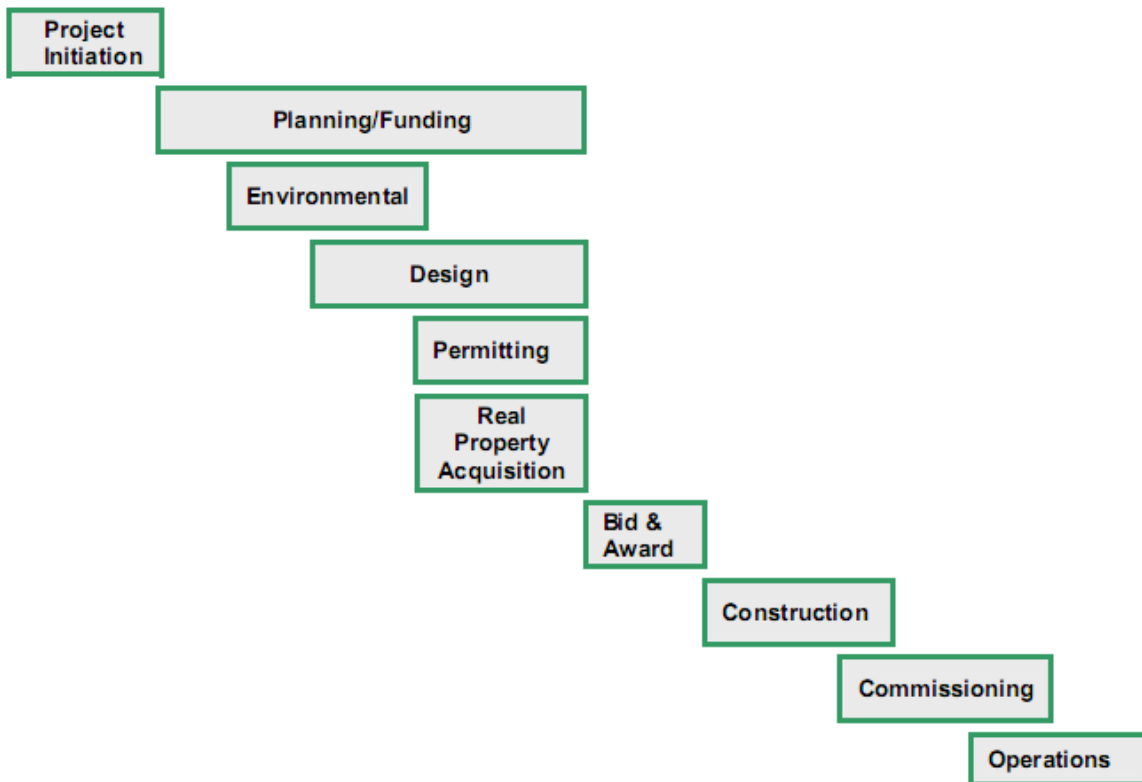 Project
Initiation
Planning/Funding
Environmental
Design
Permitting
Real
Property
Acquisition
Bid &
Award
Construction
Commissioning
Operations